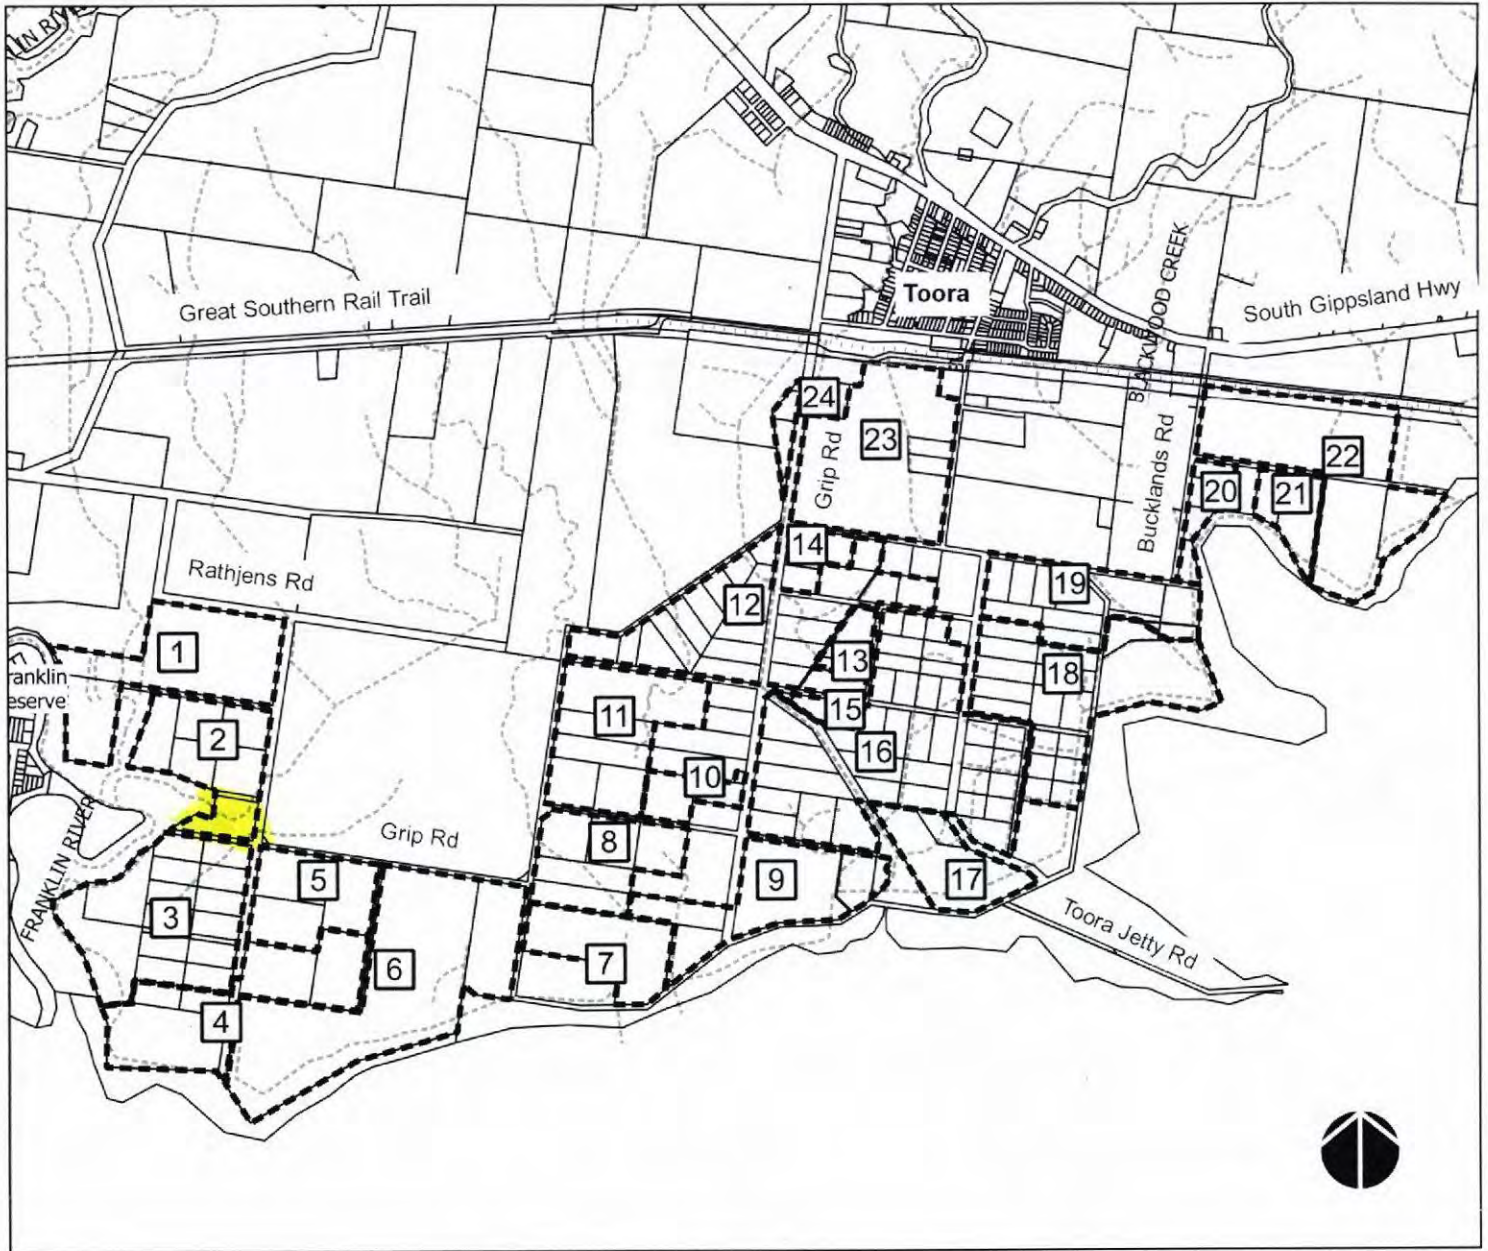 LIN RIVER
Great Southern Rail Trail
Toora
BLACKWOOD CREEK
South Gippsland Hwy
24
23
Grip Rd
Bucklands Rd
22
20
21
14
Rathjens Rd
12
19
1
13
18
ranklin
eserve
11
15
2
16
10
FRANKLIN RIVER
Grip Rd
8
5
9
17
3
Toora Jetty Rd
6
7
4